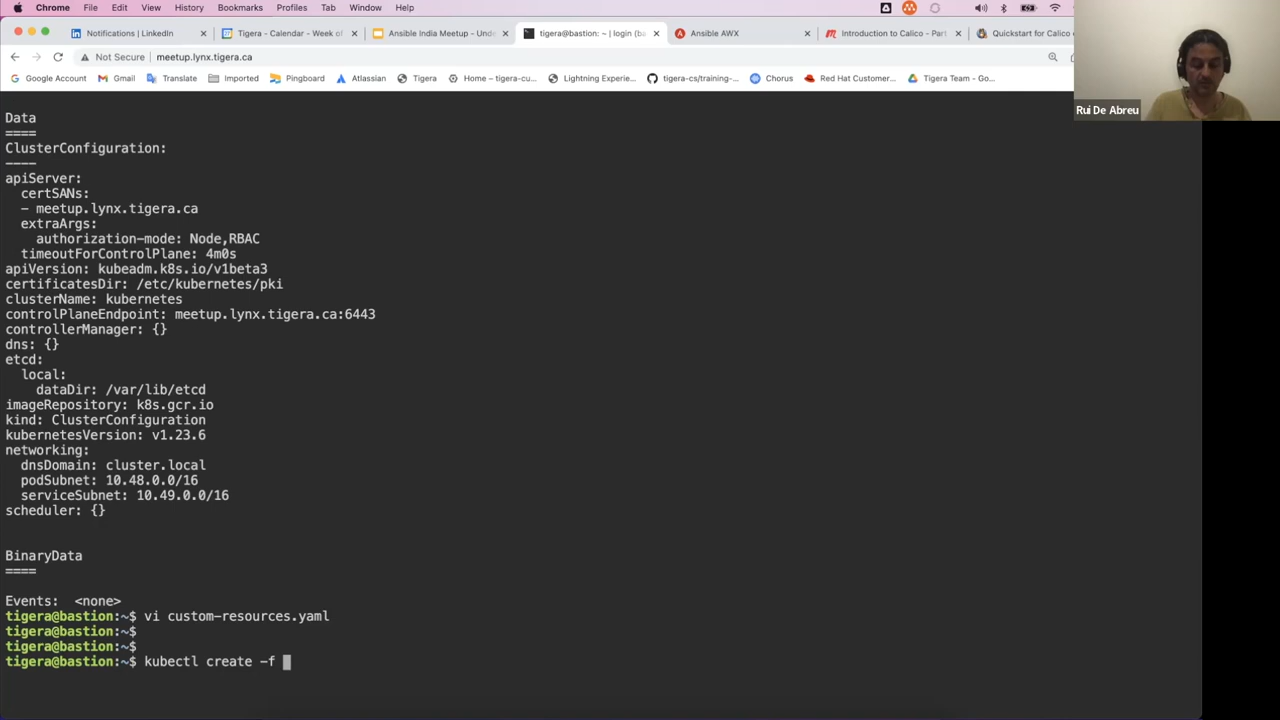 Chrome File Edit View History Bookmarks Profiles Tab Window Help
Notifications | LinkedIn × Tigera - Calendar - Week of × Ansible India Meetup - Unde × tigera@bastion: ~ | login (ba × Ansible AWX × Introduction to Calico - Part × Quickstart for Calico o
Not Secure meetup.lynx.tigera.ca
Google Account Gmail Translate Imported Pingboard Atlassian Tigera Home – tigera-cu... Lightning Experie... tigera-cs/training-... Chorus Red Hat Customer... Tigera Team - Go...
Rui De Abreu
Data
====
ClusterConfiguration:
----
apiServer:
  certSANs:
  - meetup.lynx.tigera.ca
  extraArgs:
    authorization-mode: Node,RBAC
  timeoutForControlPlane: 4m0s
apiVersion: kubeadm.k8s.io/v1beta3
certificatesDir: /etc/kubernetes/pki
clusterName: kubernetes
controlPlaneEndpoint: meetup.lynx.tigera.ca:6443
controllerManager: {}
dns: {}
etcd:
  local:
    dataDir: /var/lib/etcd
imageRepository: k8s.gcr.io
kind: ClusterConfiguration
kubernetesVersion: v1.23.6
networking:
  dnsDomain: cluster.local
  podSubnet: 10.48.0.0/16
  serviceSubnet: 10.49.0.0/16
scheduler: {}
BinaryData
====
Events:  <none>
tigera@bastion:~$ vi custom-resources.yaml
tigera@bastion:~$
tigera@bastion:~$
tigera@bastion:~$ kubectl create -f